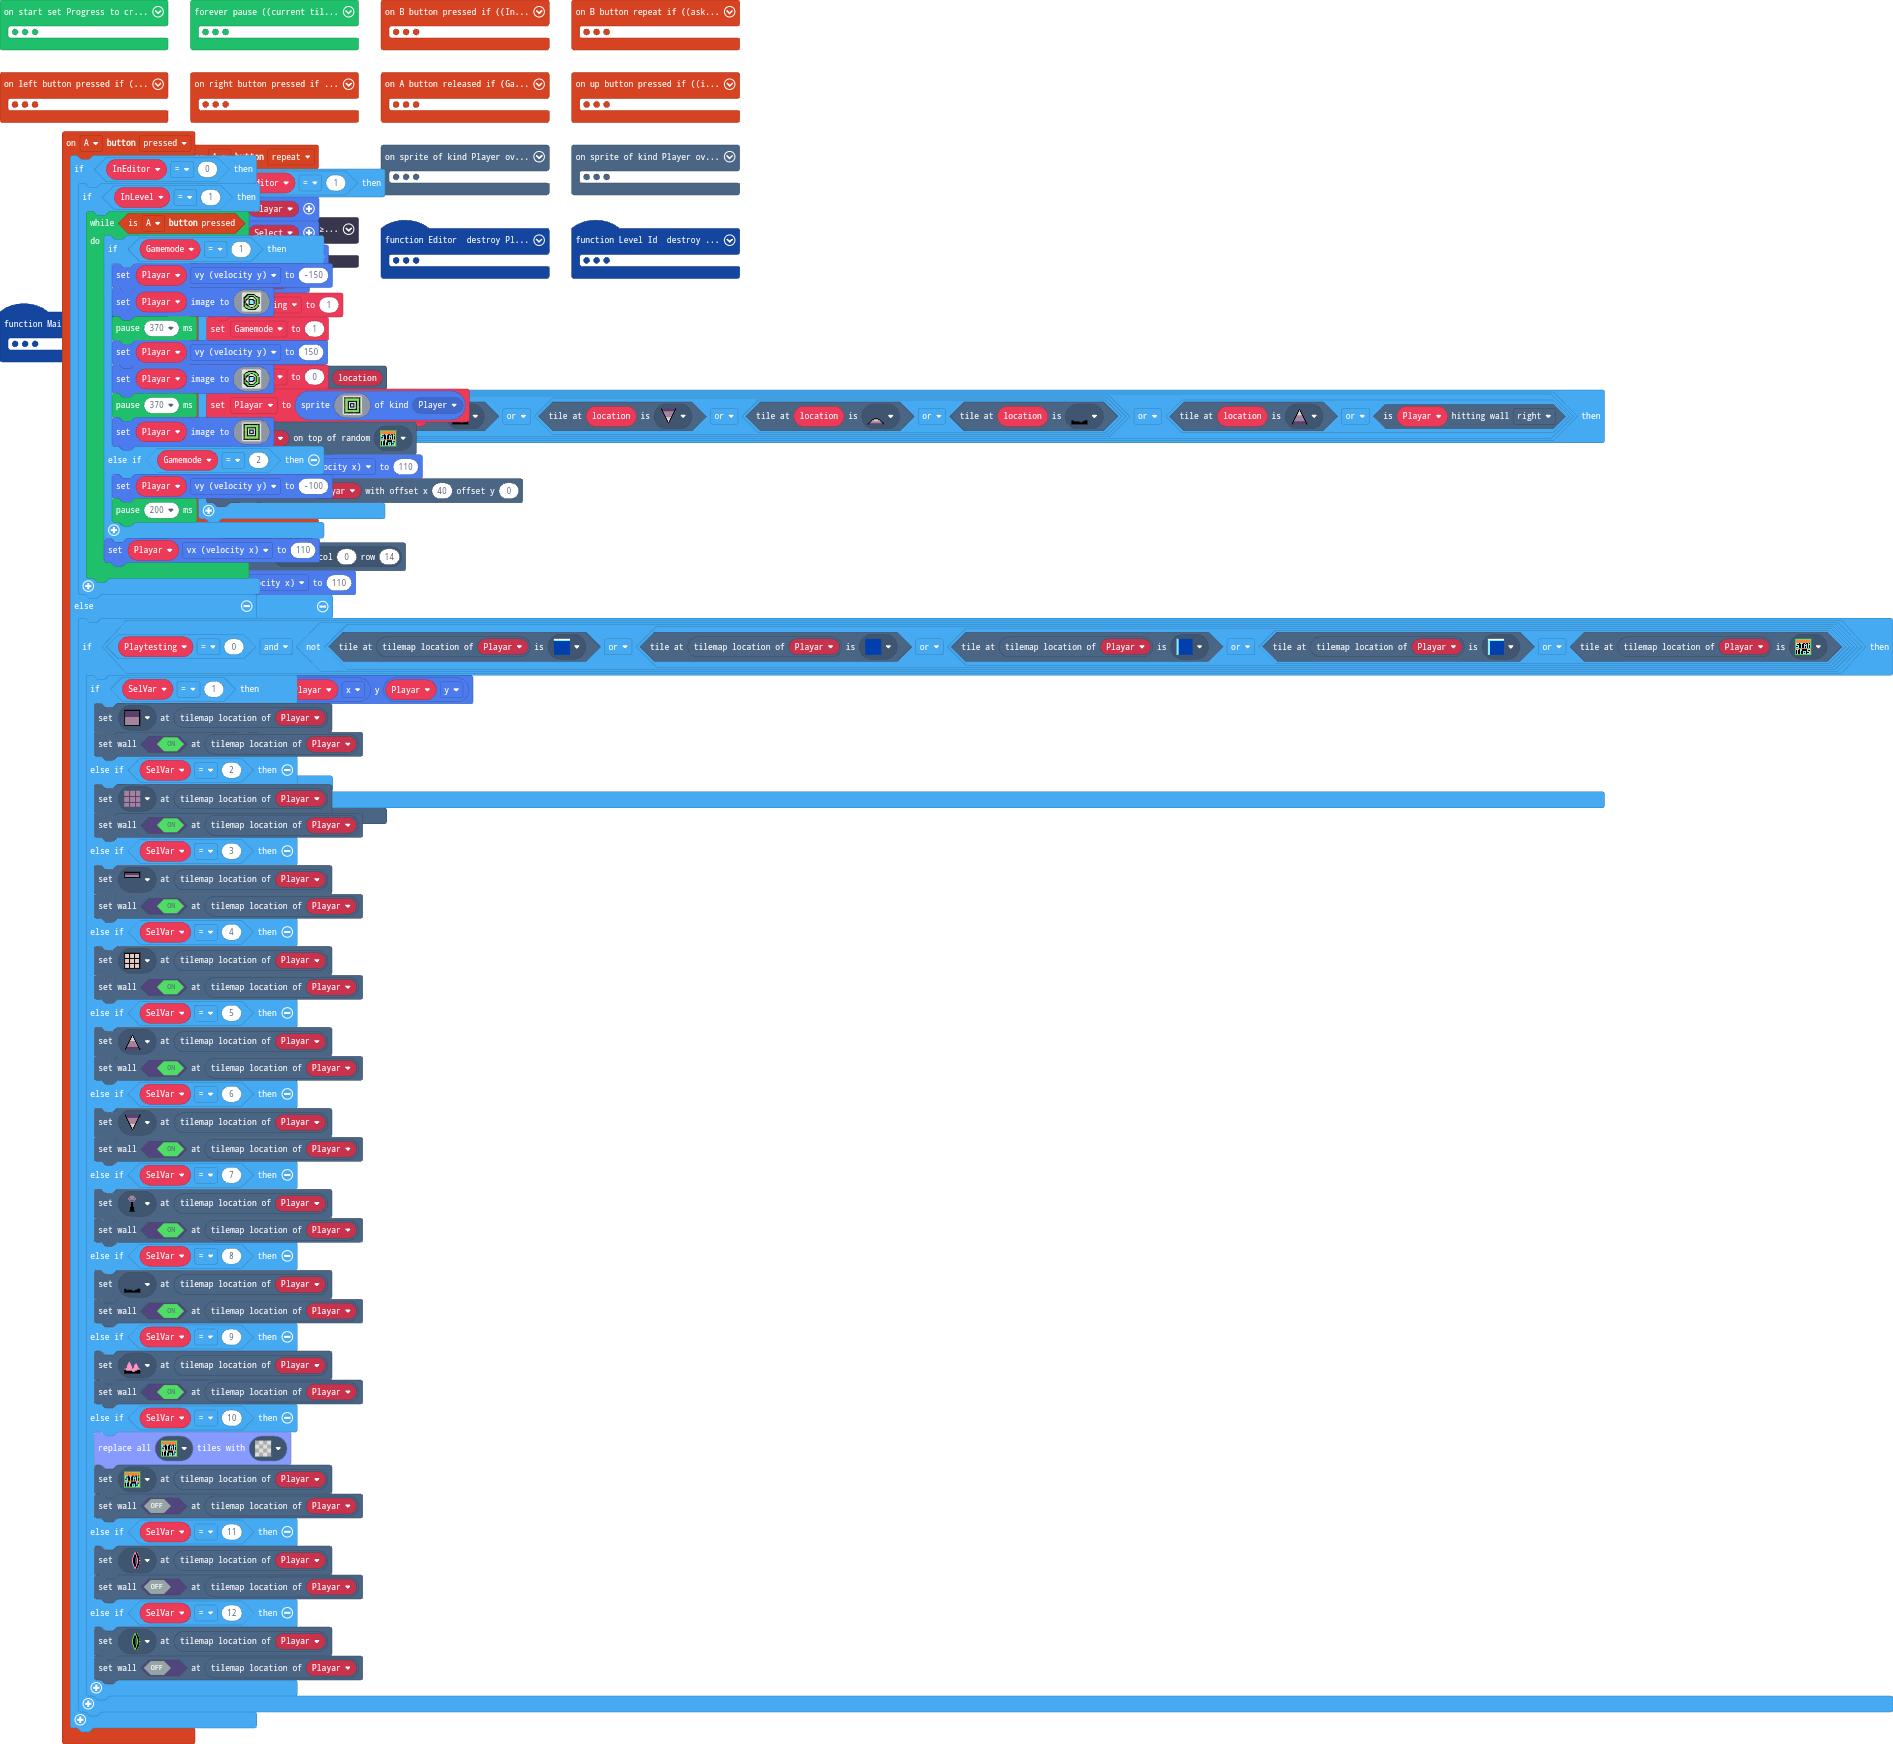 on start set Progress to cr...
forever pause ((current til...
on B button pressed if ((In...
on B button repeat if ((ask...
on left button pressed if (...
on right button pressed if ...
on A button released if (Ga...
on up button pressed if ((i...
on A button pressed
button repeat
on sprite of kind Player ov...
on sprite of kind Player ov...
if InEditor = 0 then
ditor = 1 then
if InLevel = 1 then
layar
while is A button pressed
Select
do
function Editor destroy Pl...
function Level Id destroy ...
if Gamemode = 1 then
set Playar vy (velocity y) to -150
set Playar image to
ing to 1
function Mai
pause 370 ms
set Gamemode to 1
set Playar vy (velocity y) to 150
set Playar image to
to 0
location
pause 370 ms
set Playar to sprite of kind Player
or tile at location is or tile at location is or tile at location is or tile at location is or is Playar hitting wall right then
set Playar image to
on top of random
else if Gamemode = 2 then
ocity x) to 110
set Playar vy (velocity y) to -100
yar with offset x 40 offset y 0
pause 200 ms
set Playar vx (velocity x) to 110
col 0 row 14
ocity x) to 110
else
if Playtesting = 0 and not tile at tilemap location of Playar is or tile at tilemap location of Playar is or tile at tilemap location of Playar is or tile at tilemap location of Playar is or tile at tilemap location of Playar is then
if SelVar = 1 then
layar x y Playar y
set at tilemap location of Playar
set wall ON at tilemap location of Playar
else if SelVar = 2 then
set at tilemap location of Playar
set wall ON at tilemap location of Playar
else if SelVar = 3 then
set at tilemap location of Playar
set wall ON at tilemap location of Playar
else if SelVar = 4 then
set at tilemap location of Playar
set wall ON at tilemap location of Playar
else if SelVar = 5 then
set at tilemap location of Playar
set wall ON at tilemap location of Playar
else if SelVar = 6 then
set at tilemap location of Playar
set wall ON at tilemap location of Playar
else if SelVar = 7 then
set at tilemap location of Playar
set wall ON at tilemap location of Playar
else if SelVar = 8 then
set at tilemap location of Playar
set wall ON at tilemap location of Playar
else if SelVar = 9 then
set at tilemap location of Playar
set wall ON at tilemap location of Playar
else if SelVar = 10 then
replace all tiles with
set at tilemap location of Playar
set wall OFF at tilemap location of Playar
else if SelVar = 11 then
set at tilemap location of Playar
set wall OFF at tilemap location of Playar
else if SelVar = 12 then
set at tilemap location of Playar
set wall OFF at tilemap location of Playar